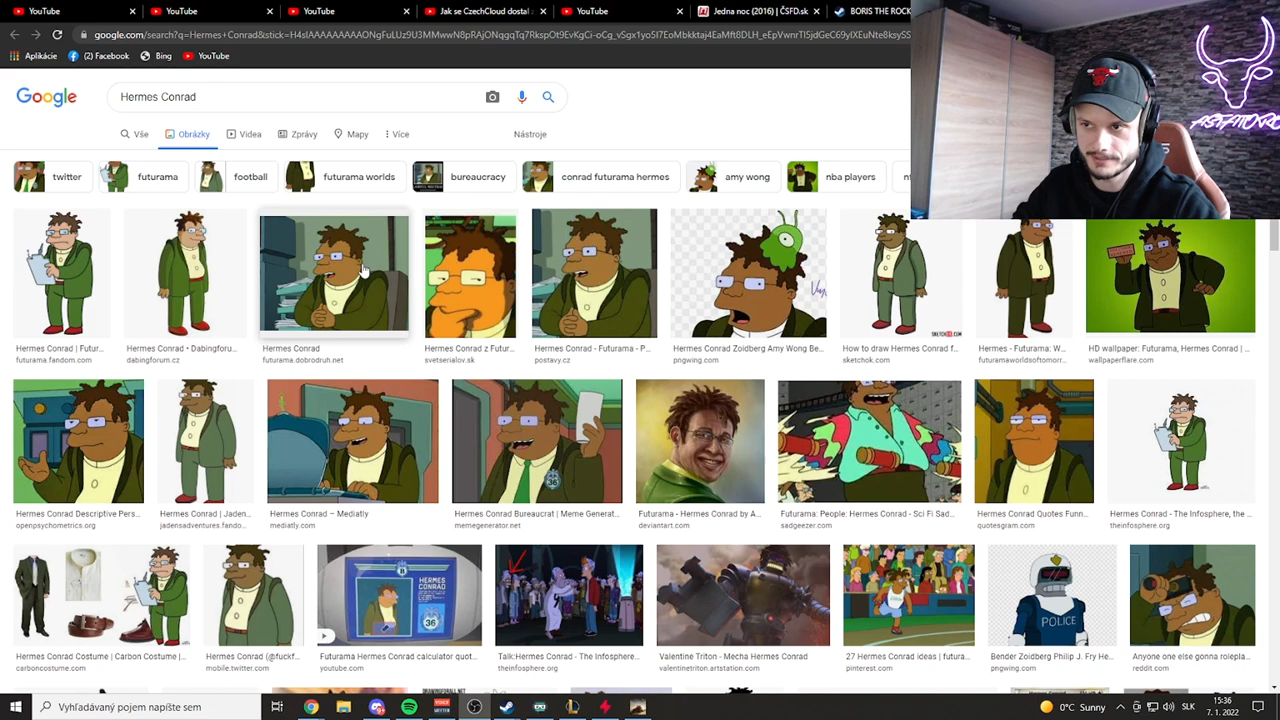 YouTube
YouTube
YouTube
Jak se CzechCloud dostal z
YouTube
Jedna noc (2016) | ČSFD.sk
BORIS THE ROCK
google.com/search?q=Hermes+Conrad&stick=
Aplikácie
(2) Facebook
Bing
YouTube
Google
Hermes Conrad
Vše
Obrázky
Videa
Zprávy
Mapy
Více
Nástroje
twitter
futurama
football
futurama worlds
bureaucracy
conrad futurama hermes
amy wong
nba players
Hermes Conrad | Futur...
futurama.fandom.com
Hermes Conrad • Dabingforu...
dabingforum.cz
Hermes Conrad
futurama.dobrodruh.net
Hermes Conrad z Futur...
svetserialov.sk
Hermes Conrad - Futurama - P...
postavy.cz
Hermes Conrad Zoidberg Amy Wong Be...
pngwing.com
SKETCHOK.COM
How to draw Hermes Conrad f...
sketchok.com
Hermes - Futurama: W...
futuramaworldsoftomorr...
HD wallpaper: Futurama, Hermes Conrad | ...
wallpaperflare.com
36
Hermes Conrad Descriptive Pers...
openpsychometrics.org
Hermes Conrad | Jaden...
jadensadventures.fando...
Hermes Conrad – Mediatly
mediatly.com
Hermes Conrad Bureaucrat | Meme Generat...
memegenerator.net
Futurama - Hermes Conrad by A...
deviantart.com
Futurama: People: Hermes Conrad - Sci Fi Sad...
sadgeezer.com
Hermes Conrad Quotes Funn...
quotesgram.com
Hermes Conrad - The Infosphere, the ...
theinfosphere.org
HERMES
CONRAD
36
POLICE
Hermes Conrad Costume | Carbon Costume |...
carboncostume.com
Hermes Conrad (@fuckf...
mobile.twitter.com
Futurama Hermes Conrad calculator quot...
youtube.com
Talk:Hermes Conrad - The Infosphere...
theinfosphere.org
Valentine Triton - Mecha Hermes Conrad
valentinetriton.artstation.com
27 Hermes Conrad ideas | futura...
pinterest.com
Bender Zoidberg Philip J. Fry He...
pngwing.com
Anyone one else gonna rolepla...
reddit.com
Vyhľadávaný pojem napíšte sem
0°C Sunny
SLK
15:36
7. 1. 2022